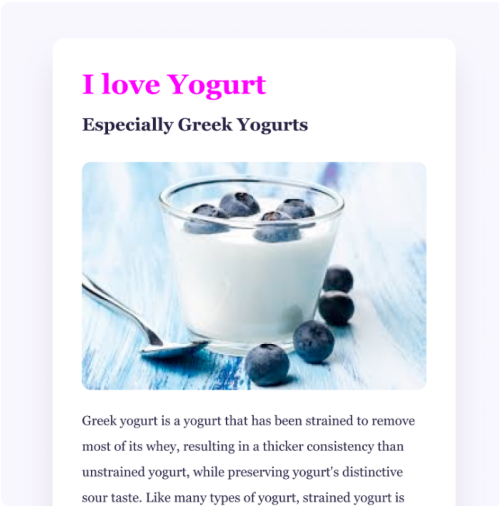 I love Yogurt
Especially Greek Yogurts
Greek yogurt is a yogurt that has been strained to remove
most of its whey, resulting in a thicker consistency than
unstrained yogurt, while preserving yogurt's distinctive
sour taste. Like many types of yogurt, strained yogurt is